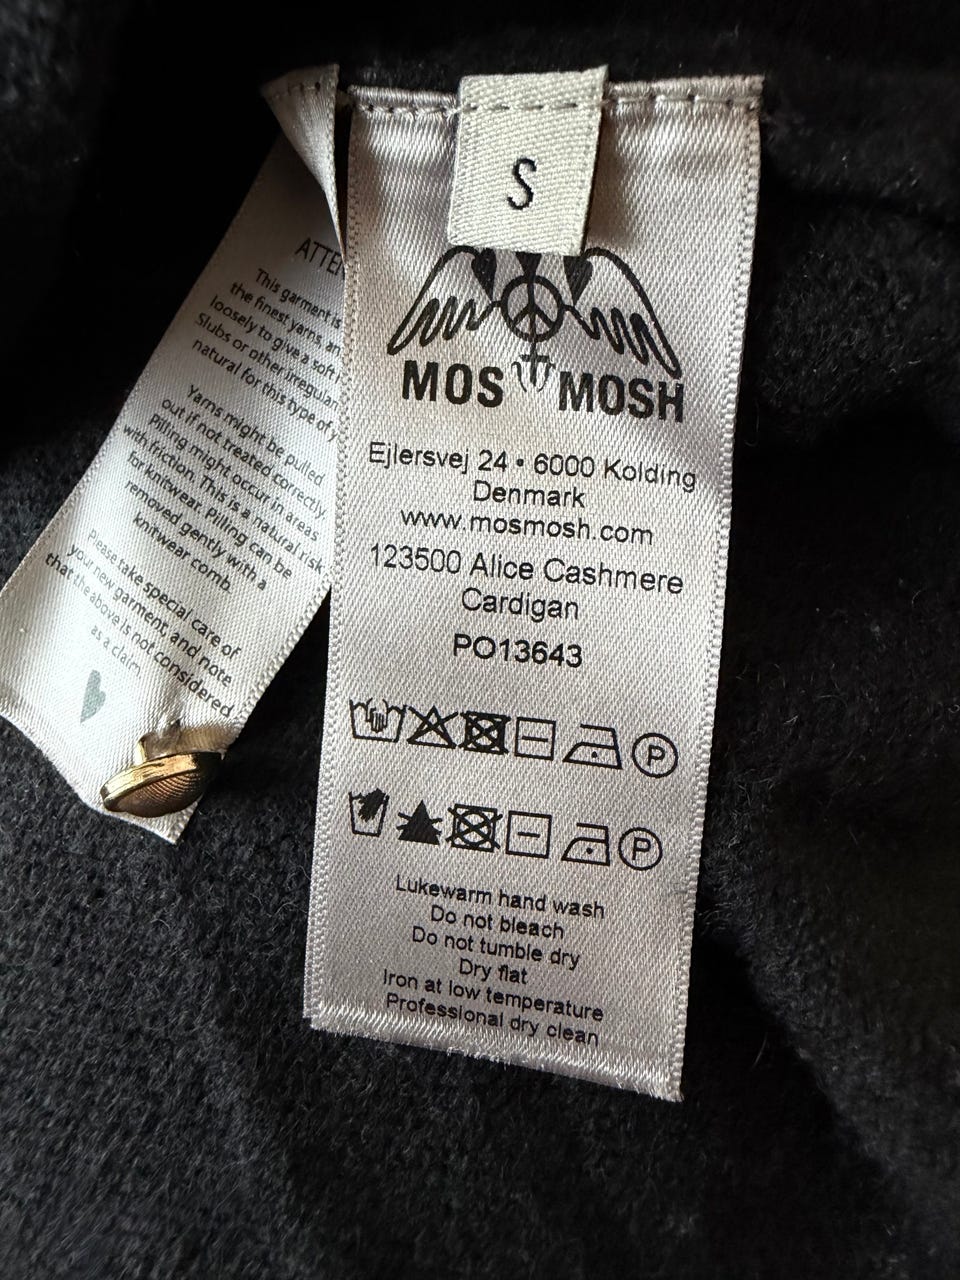 S
MOS MOSH
Ejlersvej 24 • 6000 Kolding
Denmark
www.mosmosh.com
123500 Alice Cashmere
Cardigan
PO13643
P
P
Lukewarm hand wash
Do not bleach
Do not tumble dry
Dry flat
Iron at low temperature
Professional dry clean
This garment is
the finest yarns
loosely to give a soft
Slubs or other
natural for this type of
Yarns might be pulled
out if not treated correctly.
Pilling might occur in areas
with friction. This is a natural risk
for knitwear. Pilling can be
removed gently with a
knitwear comb.
Please take special care of
your new garment, and note
that the above is not considered
as a claim.